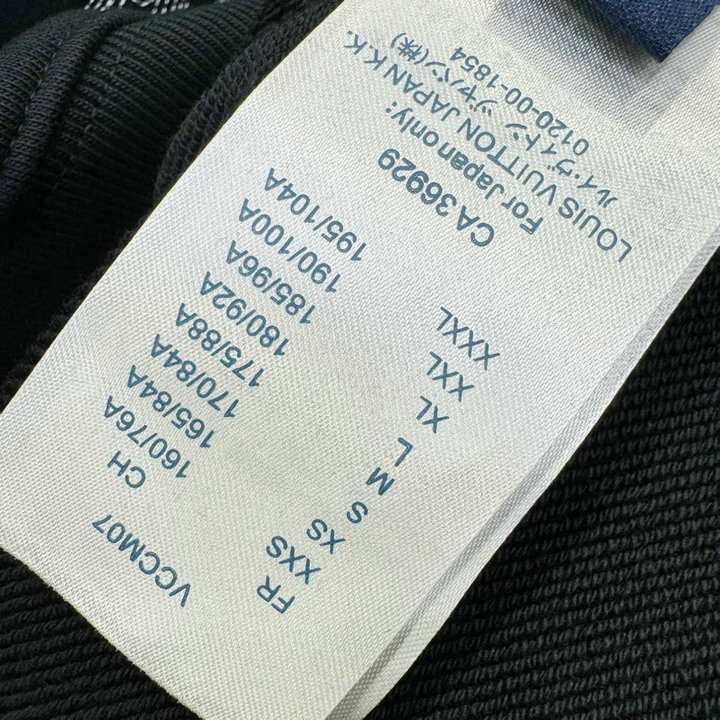 VCCM07
FR CH
XXS 160/76A
XS 165/84A
S 170/84A
M 175/88A
L 180/92A
XL 185/96A
XXL 190/100A
XXXL 195/104A
CA 36929
For Japan only:
LOUIS VUITTON JAPAN K.K.
ルイ・ヴィトン ジャパン(株)
0120-00-1854